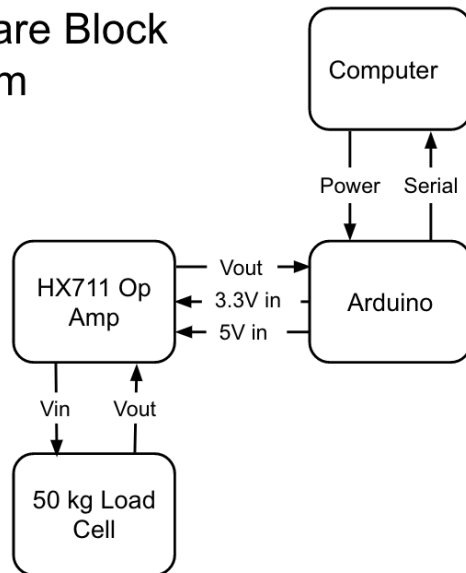 are Block
m
Computer
Power Serial
HX711 Op
Amp
Vout
3.3V in
5V in
Arduino
Vin Vout
50 kg Load
Cell